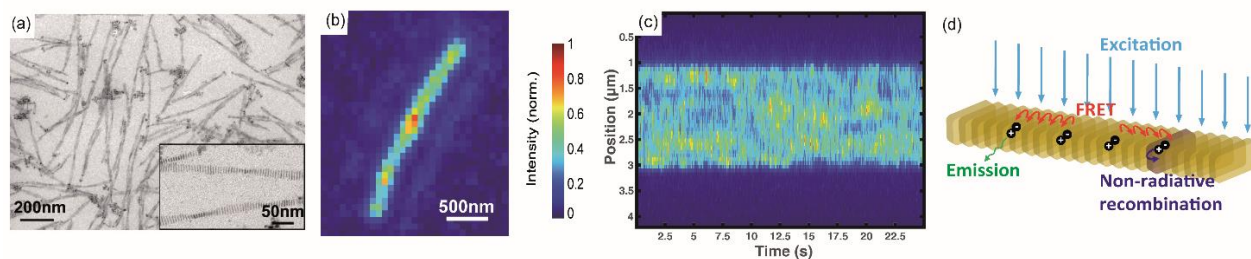 (a)
200nm
50nm
(b)
500nm
Intensity (norm.)
1
0.8
0.6
0.4
0.2
0
(c)
Position (µm)
0.5
1
1.5
2
2.5
3
3.5
4
2.5
5
7.5
10
12.5
15
17.5
20
22.5
Time (s)
(d)
Excitation
FRET
Emission
Non-radiative
recombination